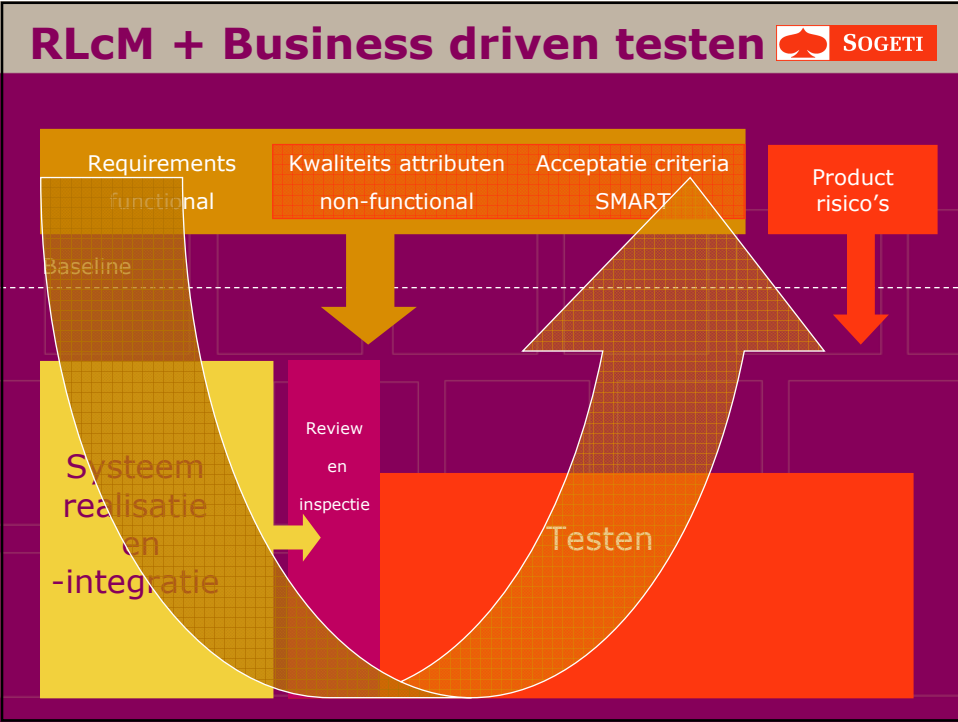 RLcM + Business driven testen
SOGETI
Requirements
functional
Kwaliteits attributen
non-functional
Acceptatie criteria
SMART
Product
risico's
Baseline
Systeem
realisatie
en
-integratie
Review
en
inspectie
Testen